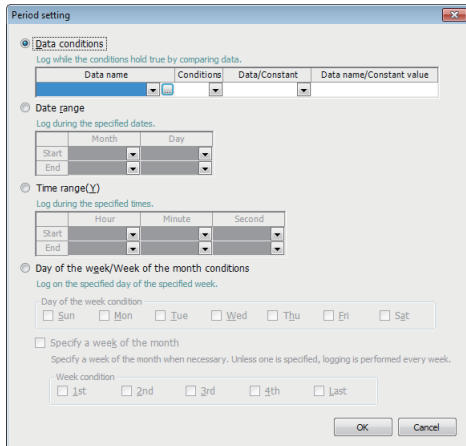 Period setting
Data conditions
Log while the conditions hold true by comparing data.
Data name Conditions Data/Constant Data name/Constant value
...
Date range
Log during the specified dates.
Month Day
Start
End
Time range(Y)
Log during the specified times.
Hour Minute Second
Start
End
Day of the week/Week of the month conditions
Log on the specified day of the specified week.
Day of the week condition
Sun Mon Tue Wed Thu Fri Sat
Specify a week of the month
Specify a week of the month when necessary. Unless one is specified, logging is performed every week.
Week condition
1st 2nd 3rd 4th Last
OK Cancel